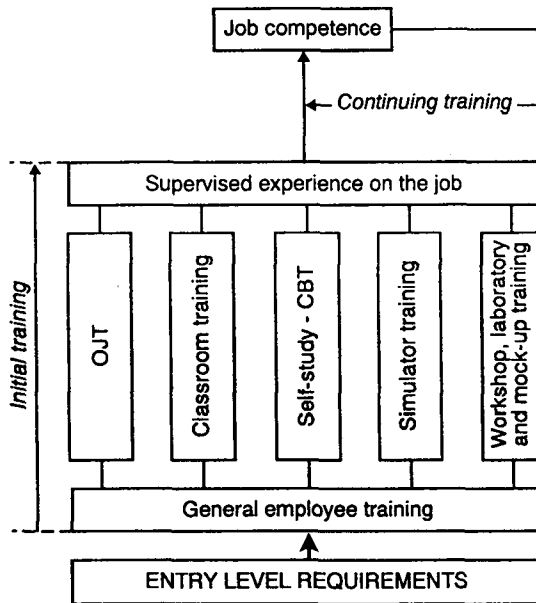 Job competence
Continuing training
Supervised experience on the job
Initial training
OJT
Classroom training
Self-study - CBT
Simulator training
Workshop, laboratory
and mock-up training
General employee training
ENTRY LEVEL REQUIREMENTS